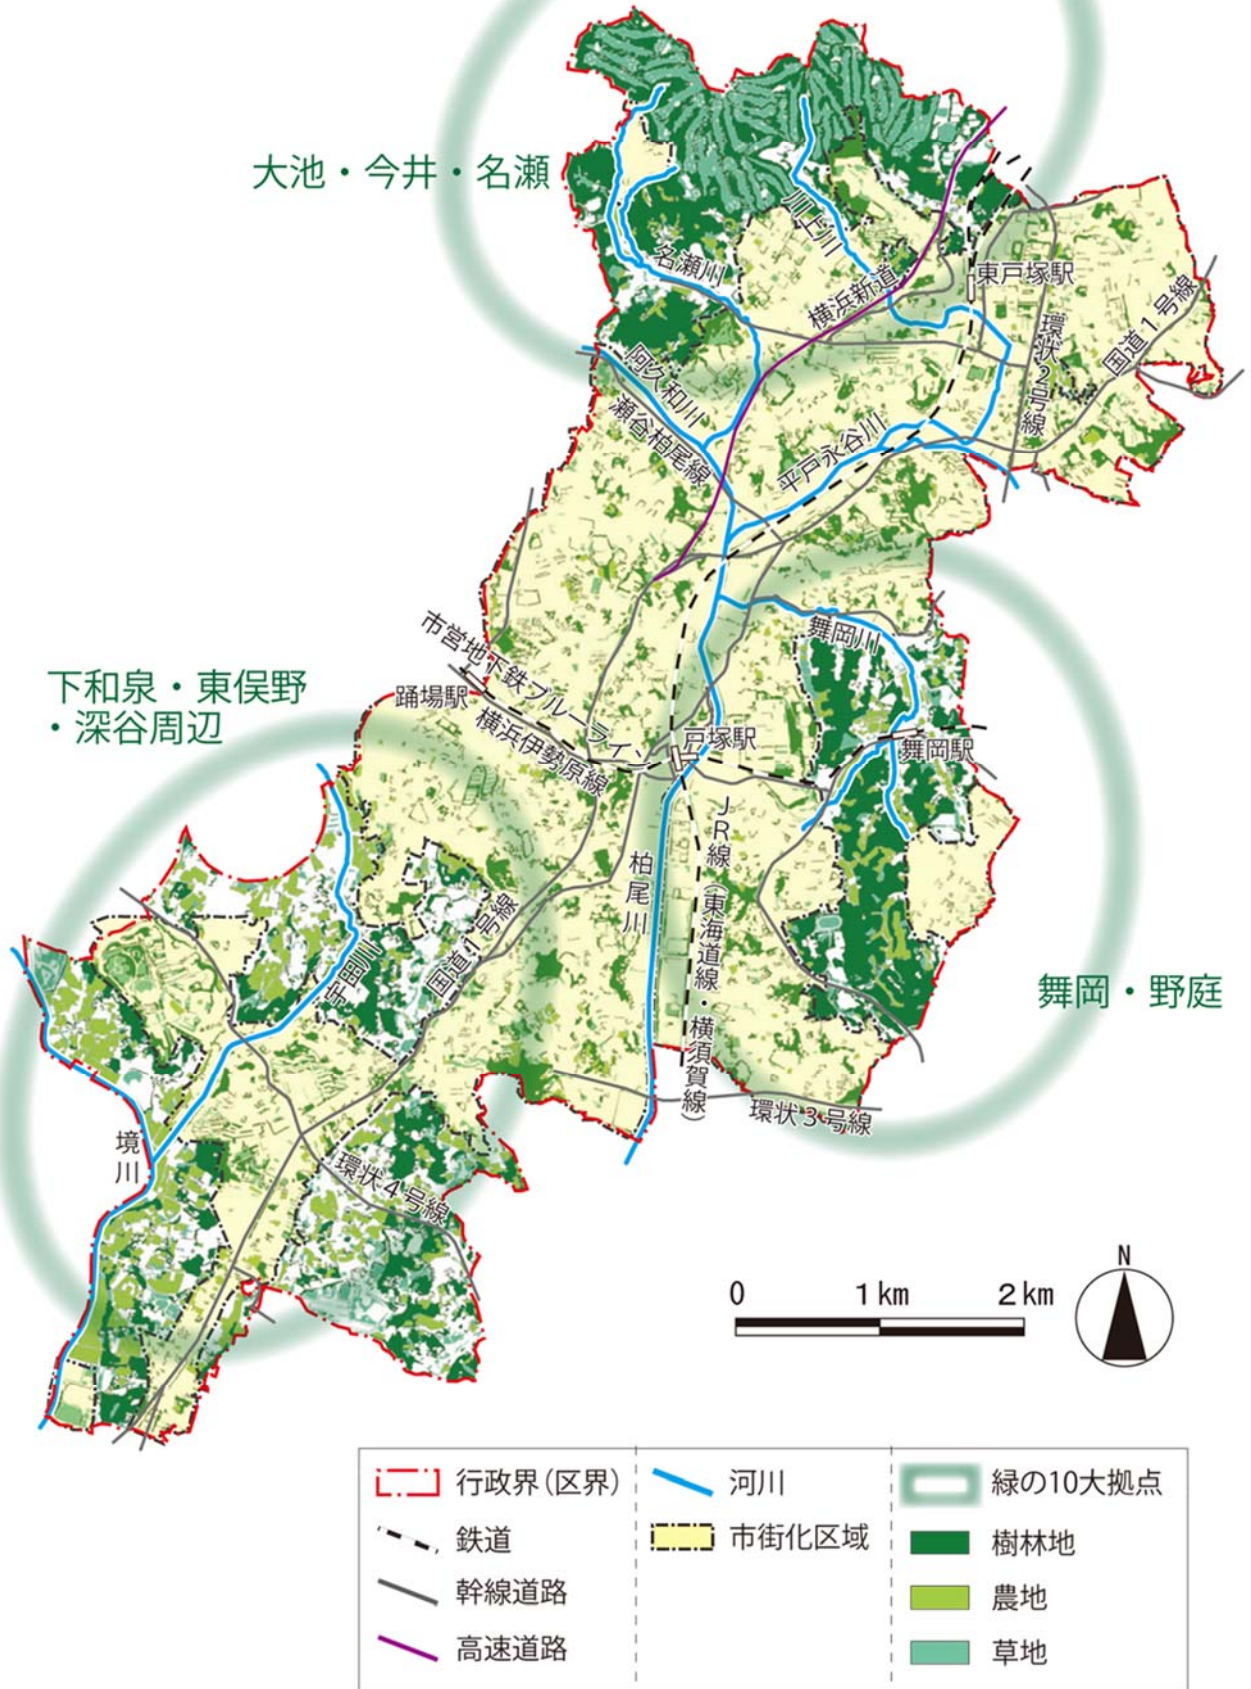 大池・今井・名瀬
川上川
名瀬川
横浜新道
東戸塚駅
環状2号線
国道1号線
阿久和川
瀬谷柏尾線
平戸永谷川
舞岡川
市営地下鉄ブルーライン
踊場駅
横浜伊勢原線
戸塚駅
舞岡駅
下和泉・東俣野
・深谷周辺
JR線(東海道線・横須賀線)
柏尾川
国道1号線
宇田川
舞岡・野庭
環状3号線
境川
環状4号線
N
0 1km 2km
行政界(区界)
鉄道
幹線道路
高速道路
河川
市街化区域
緑の10大拠点
樹林地
農地
草地